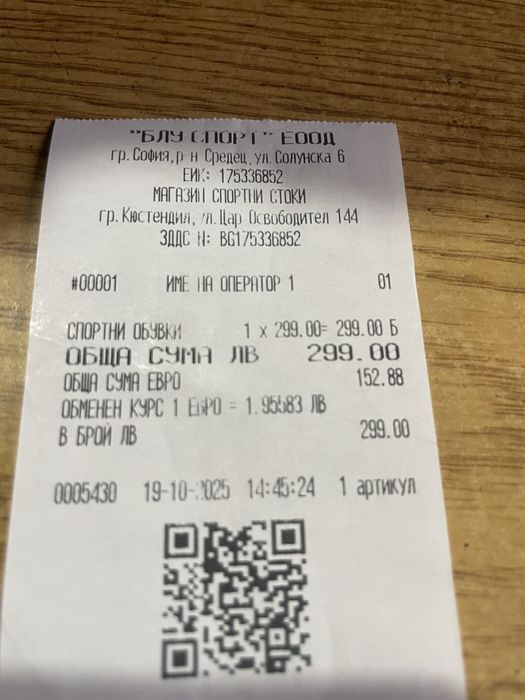 "БЛУ СПОРТ" ЕООД
гр. София, р-н Средец, ул. Солунска 6
ЕИК: 175336852
МАГАЗИН СПОРТНИ СТОКИ
гр. Кюстендил, ул. Цар Освободител 144
ЗДДС N: BG175336852
#00001 ИМЕ НА ОПЕРАТОР 1 01
СПОРТНИ ОБУВКИ 1 x 299.00= 299.00 Б
ОБЩА СУМА ЛВ 299.00
ОБЩА СУМА ЕВРО 152.88
ОБМЕНЕН КУРС 1 ЕВРО = 1.95583 ЛВ
В БРОЙ ЛВ 299.00
0005430 19-10-2025 14:45:24 1 артикул